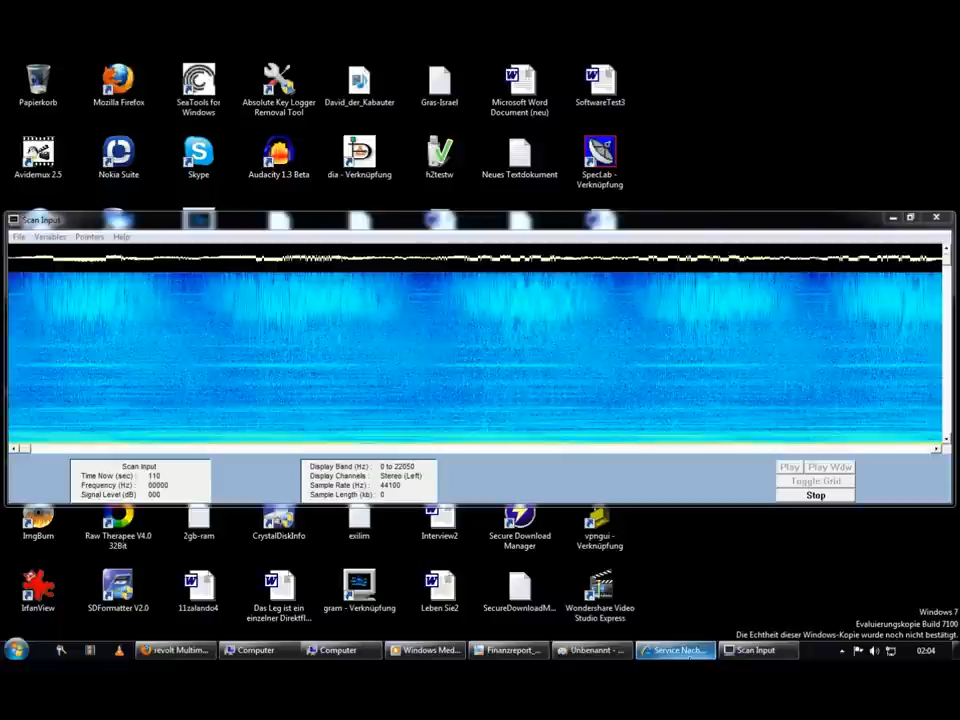 Papierkorb
Mozilla Firefox
SeaTools for
Windows
Absolute Key Logger
Removal Tool
David_der_Kabauter
Gras-Israel
Microsoft Word
Document (neu)
SoftwareTest3
Avidemux 2.5
Nokia Suite
Skype
Audacity 1.3 Beta
dia - Verknüpfung
h2testw
Neues Textdokument
SpecLab -
Verknüpfung
Scan Input
File Variables Pointers Help
Scan Input
Time Now (sec) : 110
Frequency (Hz) : 00000
Signal Level (dB) 000
Display Band (Hz) : 0 to 22050
Display Channels : Stereo (Left)
Sample Rate (Hz) : 44100
Sample Length (kb) : 0
Play Play Wdw
Toggle Grid
Stop
ImgBurn
Raw Therapee V4.0
32Bit
2gb-ram
CrystalDiskInfo
exilim
Interview2
Secure Download
Manager
vpngui -
Verknüpfung
IrfanView
SDFormatter V2.0
11zalando4
Das Leg ist ein
einzelner Direktfl...
gram - Verknüpfung
Leben Sie2
SecureDownloadM...
Wondershare Video
Studio Express
Windows 7
Evaluierungskopie Build 7100
Die Echtheit dieser Windows-Kopie wurde noch nicht bestätigt.
revolt Multim...
Computer
Computer
Windows Med...
Finanzreport_...
Unbenannt - ...
Service Nach...
Scan Input
02:04